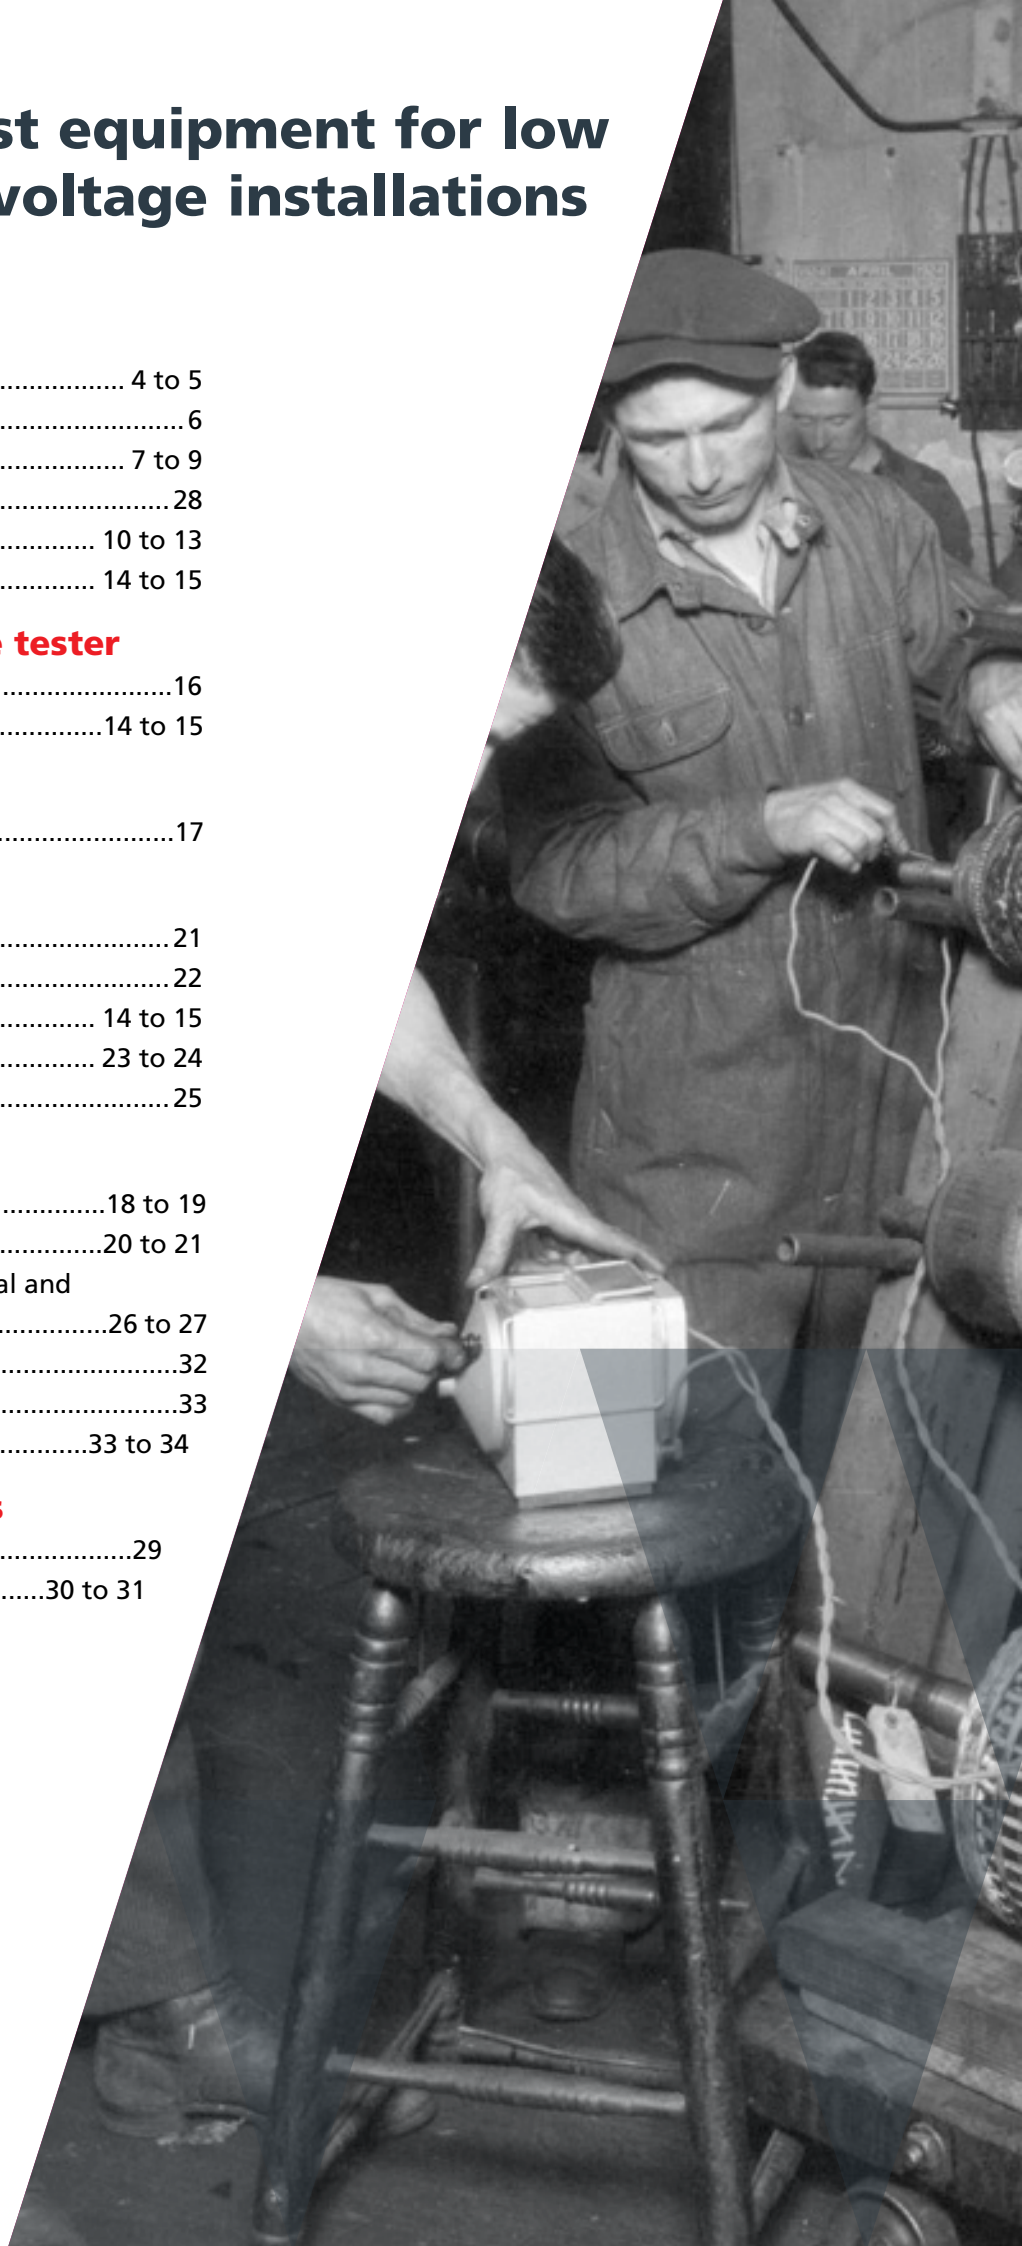 st equipment for low
voltage installations
APRIL
................. 4 to 5
.........................6
................. 7 to 9
.......................28
............. 10 to 13
............. 14 to 15
e tester
.......................16
..............14 to 15
........................17
.......................21
.......................22
............. 14 to 15
............. 23 to 24
.......................25
..............18 to 19
..............20 to 21
al and
...............26 to 27
........................32
........................33
............33 to 34
s
..................29
......30 to 31